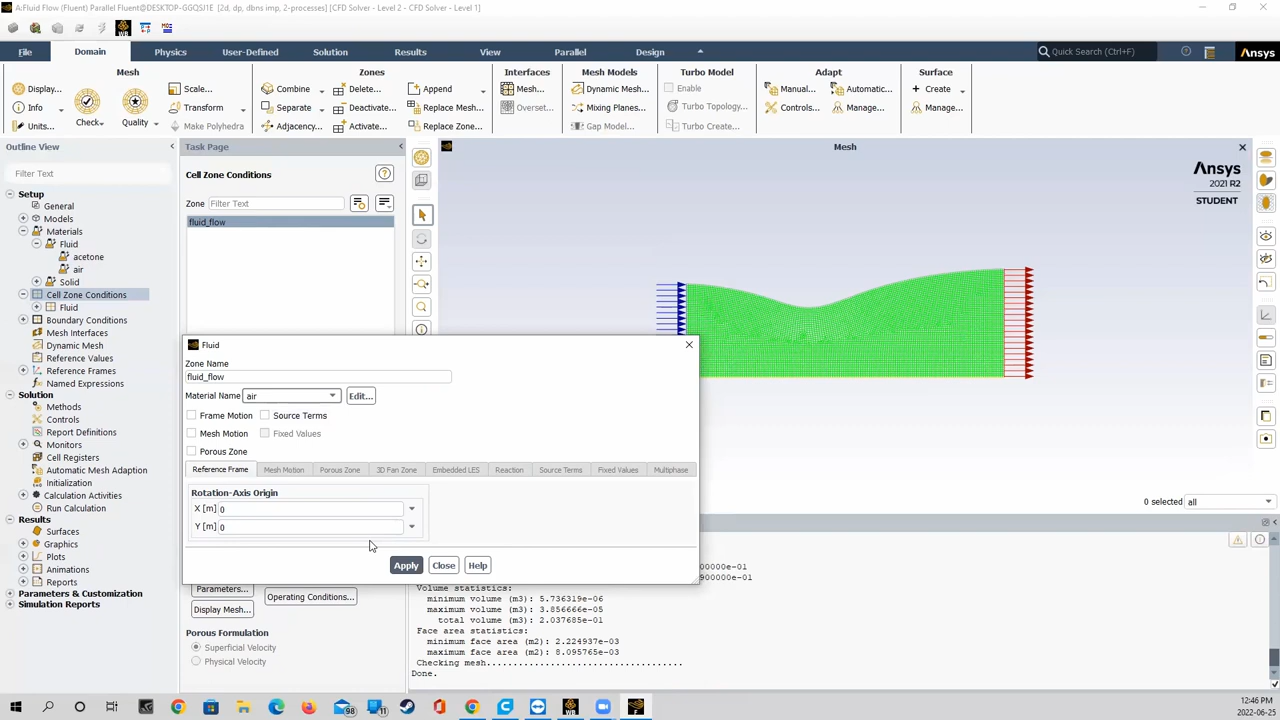 A:Fluid Flow (Fluent) Parallel Fluent@DESKTOP-GGQSJ1E [2d, dp, dbns imp, 2-processes] [CFD Solver - Level 2 - CFD Solver - Level 1]
File Domain Physics User-Defined Solution Results View Parallel Design Quick Search (Ctrl+F) Ansys
Mesh Zones Interfaces Mesh Models Turbo Model Adapt Surface
Display... Scale... Combine Delete... Append Mesh... Dynamic Mesh... Enable Manual... Automatic... Create
Info Check Quality Transform Separate Deactivate... Replace Mesh... Overset... Mixing Planes... Turbo Topology... Controls... Manage... Manage...
Units... Make Polyhedra Adjacency... Activate... Replace Zone... Gap Model... Turbo Create...
Outline View
Filter Text
Setup
General
Models
Materials
Fluid
acetone
air
Solid
Cell Zone Conditions
Fluid
Boundary Conditions
Mesh Interfaces
Dynamic Mesh
Reference Values
Reference Frames
Named Expressions
Solution
Methods
Controls
Report Definitions
Monitors
Cell Registers
Automatic Mesh Adaption
Initialization
Calculation Activities
Run Calculation
Results
Surfaces
Graphics
Plots
Animations
Reports
Parameters & Customization
Simulation Reports
Task Page
Cell Zone Conditions
Zone Filter Text
fluid_flow
Fluid
Zone Name
fluid_flow
Material Name air Edit...
Frame Motion Source Terms
Mesh Motion Fixed Values
Porous Zone
Reference Frame Mesh Motion Porous Zone 3D Fan Zone Embedded LES Reaction Source Terms Fixed Values Multiphase
Rotation-Axis Origin
X [m] 0
Y [m] 0
Apply Close Help
Parameters... Operating Conditions...
Display Mesh...
Porous Formulation
Superficial Velocity
Physical Velocity
Mesh
Ansys
2021 R2
STUDENT
0 selected all
00000e-01
900000e-01
Volume statistics:
minimum volume (m3): 5.736319e-06
maximum volume (m3): 3.856666e-05
total volume (m3): 2.037685e-01
Face area statistics:
minimum face area (m2): 2.224937e-03
maximum face area (m2): 8.095765e-03
Checking mesh....................................
Done.
98 11
12:46 PM
2022-06-25